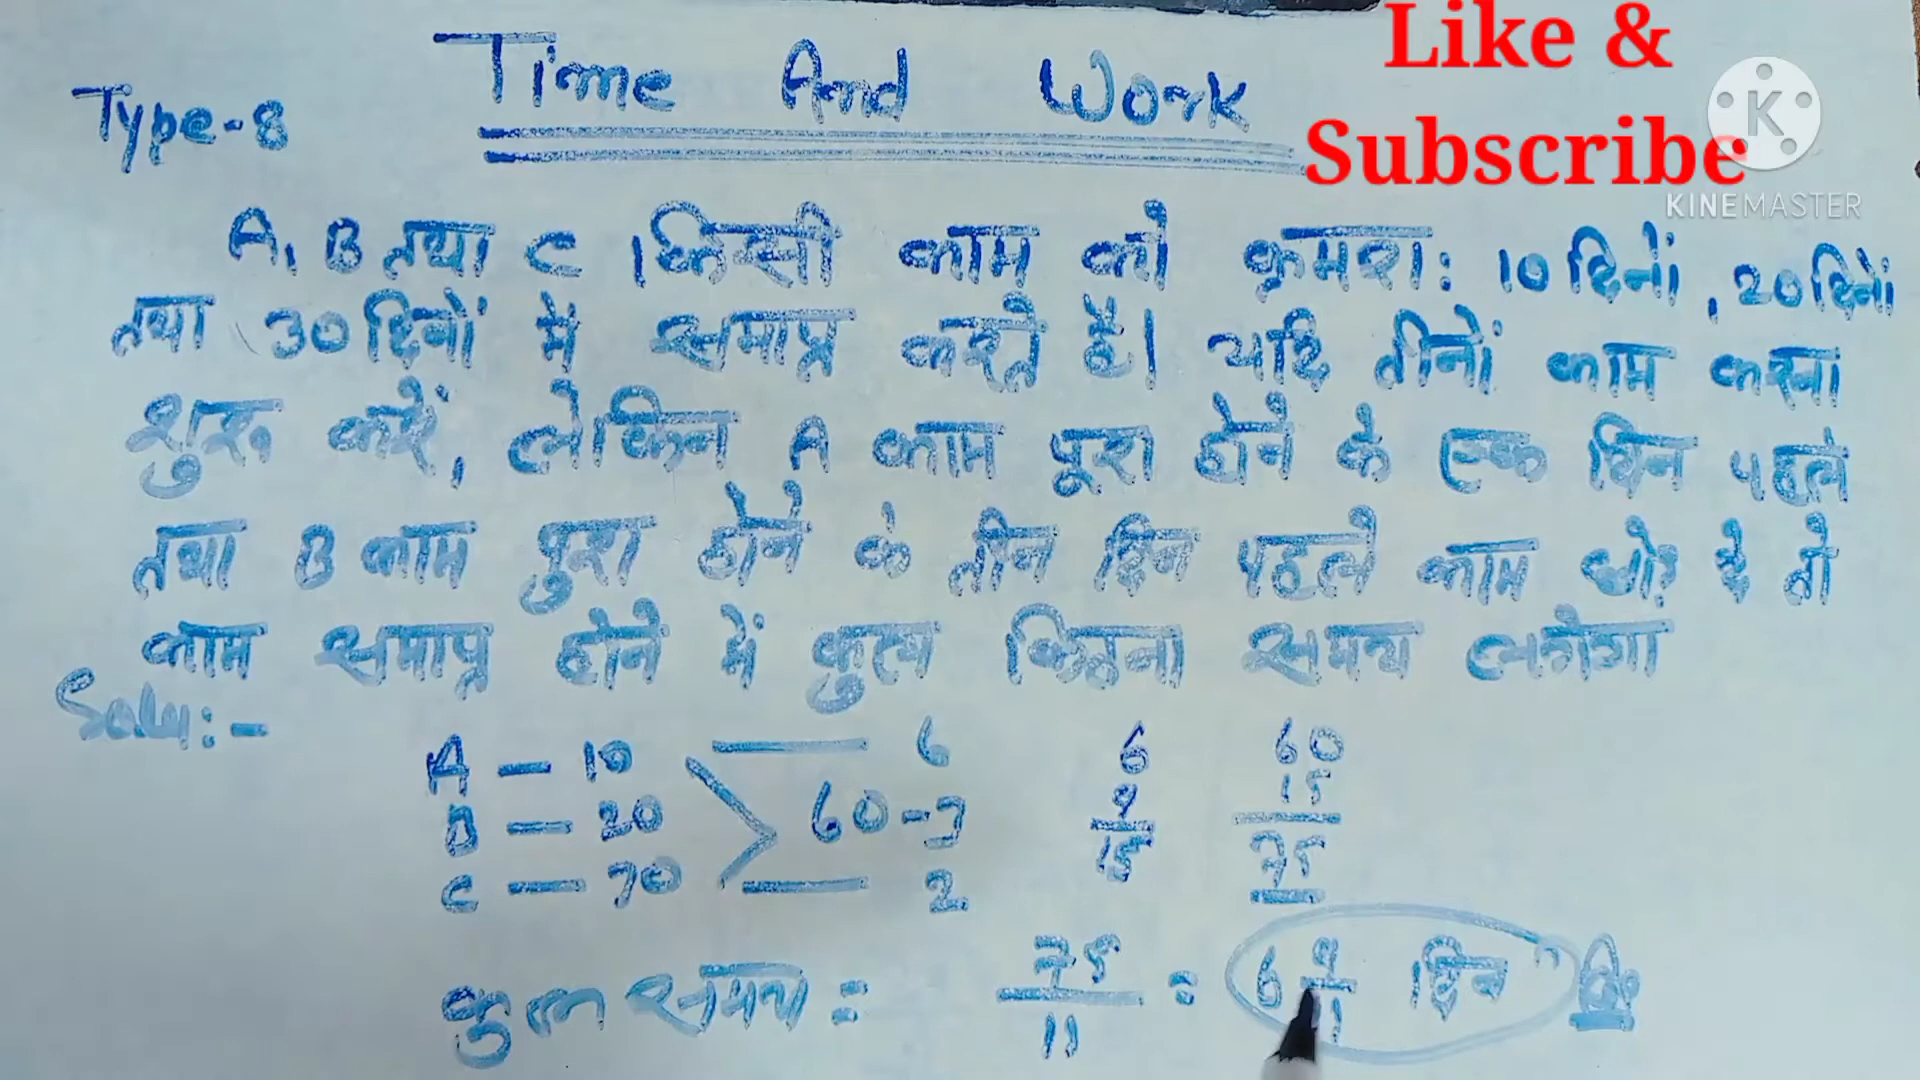 Like &
Subscribe
K
KINEMASTER
Time And Work
Type-8
A, B तथा C किसी काम को क्रमशः 10 दिनों, 20 दिनों
तथा 30 दिनों में समाप्त करते हैं। यदि तीनों काम करना
शुरू करें, लेकिन A काम पूरा होने के एक दिन पहले
तथा B काम पुरा होने के तीन दिन पहले काम छोड़ दे तो
काम समाप्त होने में कुल कितना समय लगेगा
Solu:-
A — 10 — 6 6 60
B — 20 60 - 3 9 15
C — 30 — 2 15 75
कुल समय = 75/11 = 6 9/11 दिन